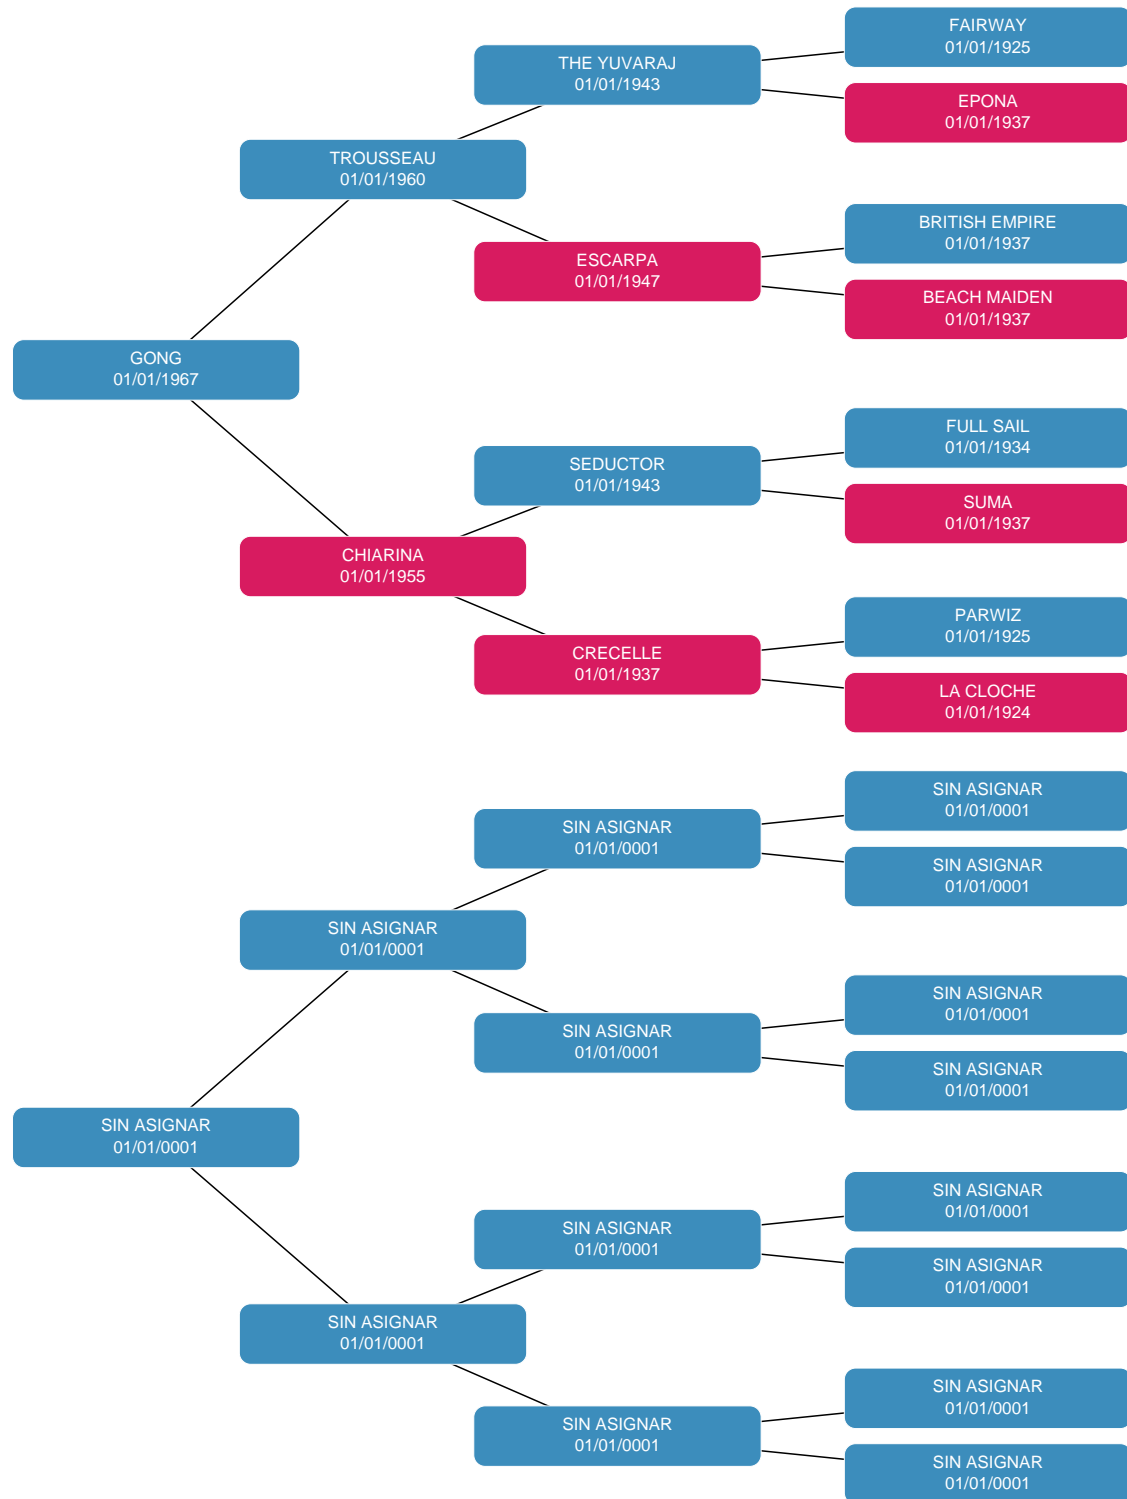 FAIRWAY
01/01/1925
THE YUVARAJ
01/01/1943
EPONA
01/01/1937
TROUSSEAU
01/01/1960
BRITISH EMPIRE
01/01/1937
ESCARPA
01/01/1947
BEACH MAIDEN
01/01/1937
GONG
01/01/1967
FULL SAIL
01/01/1934
SEDUCTOR
01/01/1943
SUMA
01/01/1937
CHIARINA
01/01/1955
PARWIZ
01/01/1925
CRECELLE
01/01/1937
LA CLOCHE
01/01/1924
SIN ASIGNAR
01/01/0001
SIN ASIGNAR
01/01/0001
SIN ASIGNAR
01/01/0001
SIN ASIGNAR
01/01/0001
SIN ASIGNAR
01/01/0001
SIN ASIGNAR
01/01/0001
SIN ASIGNAR
01/01/0001
SIN ASIGNAR
01/01/0001
SIN ASIGNAR
01/01/0001
SIN ASIGNAR
01/01/0001
SIN ASIGNAR
01/01/0001
SIN ASIGNAR
01/01/0001
SIN ASIGNAR
01/01/0001
SIN ASIGNAR
01/01/0001
SIN ASIGNAR
01/01/0001